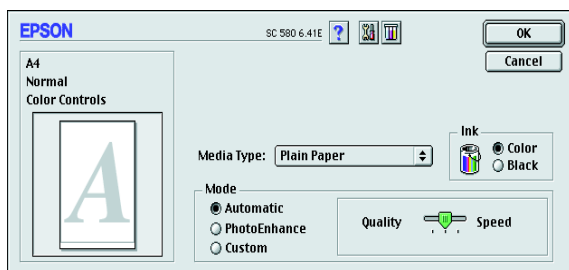 EPSON
SC 580 6.41E
?
OK
Cancel
A4
Normal
Color Controls
A
Media Type: Plain Paper
Ink
Color
Black
Mode
Automatic
PhotoEnhance
Custom
Quality Speed